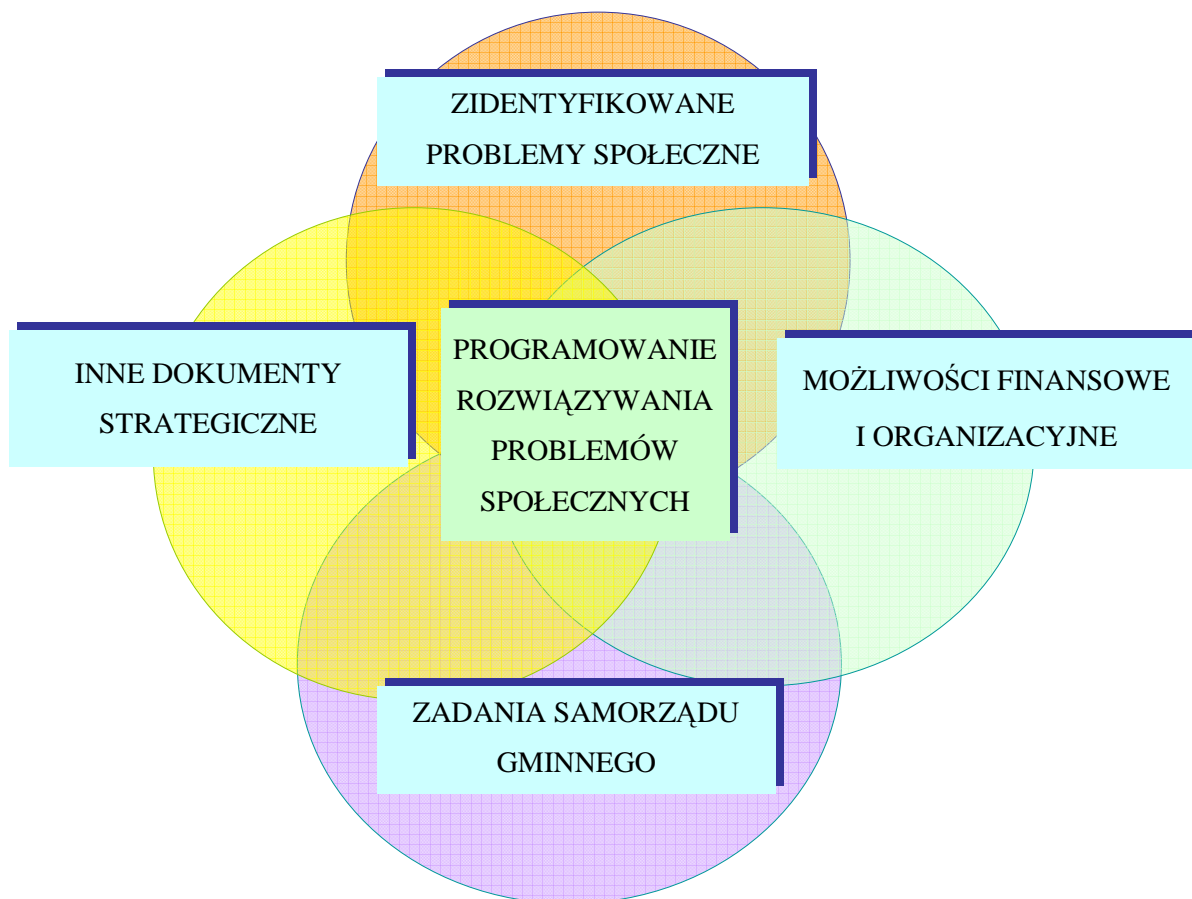 ZIDENTYFIKOWANE
PROBLEMY SPOŁECZNE
INNE DOKUMENTY
STRATEGICZNE
PROGRAMOWANIE
ROZWIĄZYWANIA
PROBLEMÓW
SPOŁECZNYCH
MOŻLIWOŚCI FINANSOWE
I ORGANIZACYJNE
ZADANIA SAMORZĄDU
GMINNEGO